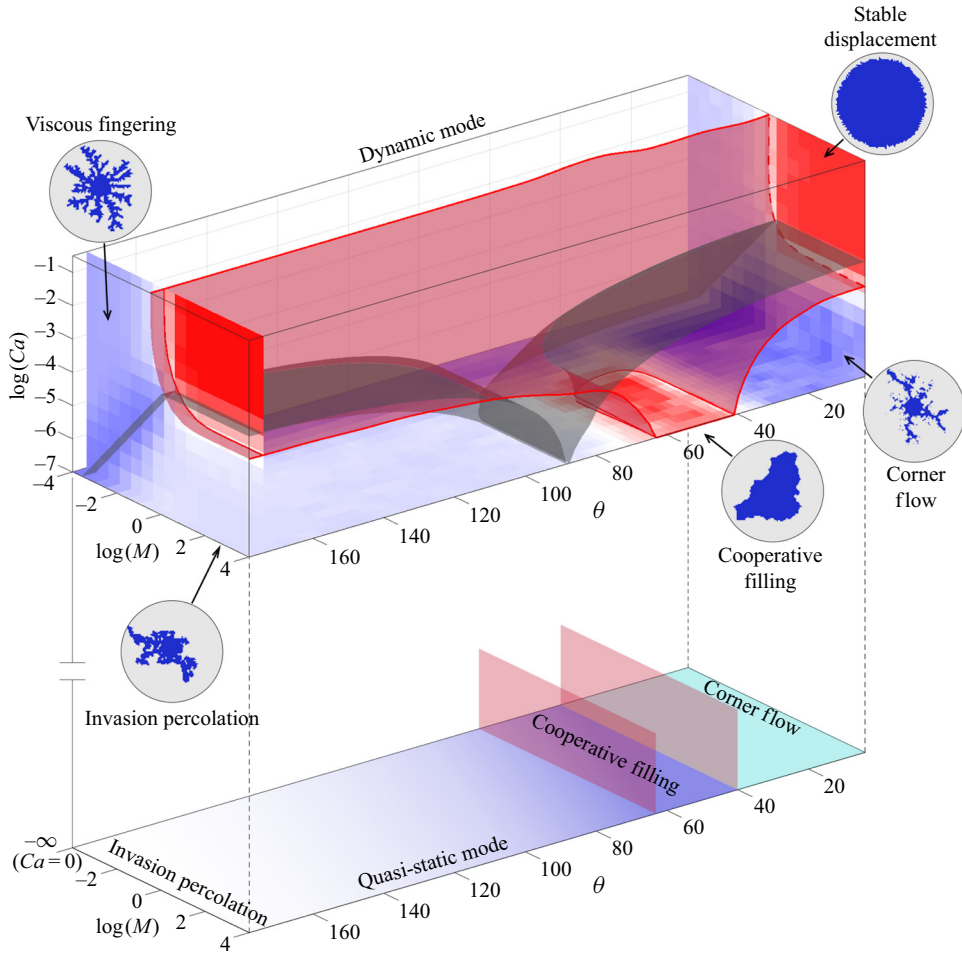 Stable
displacement
Viscous fingering
Dynamic mode
−1
−2
−3
−4
−5
−6
−7
log(Ca)
−4
−2
0
2
4
log(M)
160
140
120
100
80
60
40
20
θ
Corner
flow
Cooperative
filling
Invasion percolation
Corner flow
Cooperative filling
Quasi-static mode
Invasion percolation
−∞
(Ca = 0)
−2
0
2
4
log(M)
160
140
120
100
80
60
40
20
θ